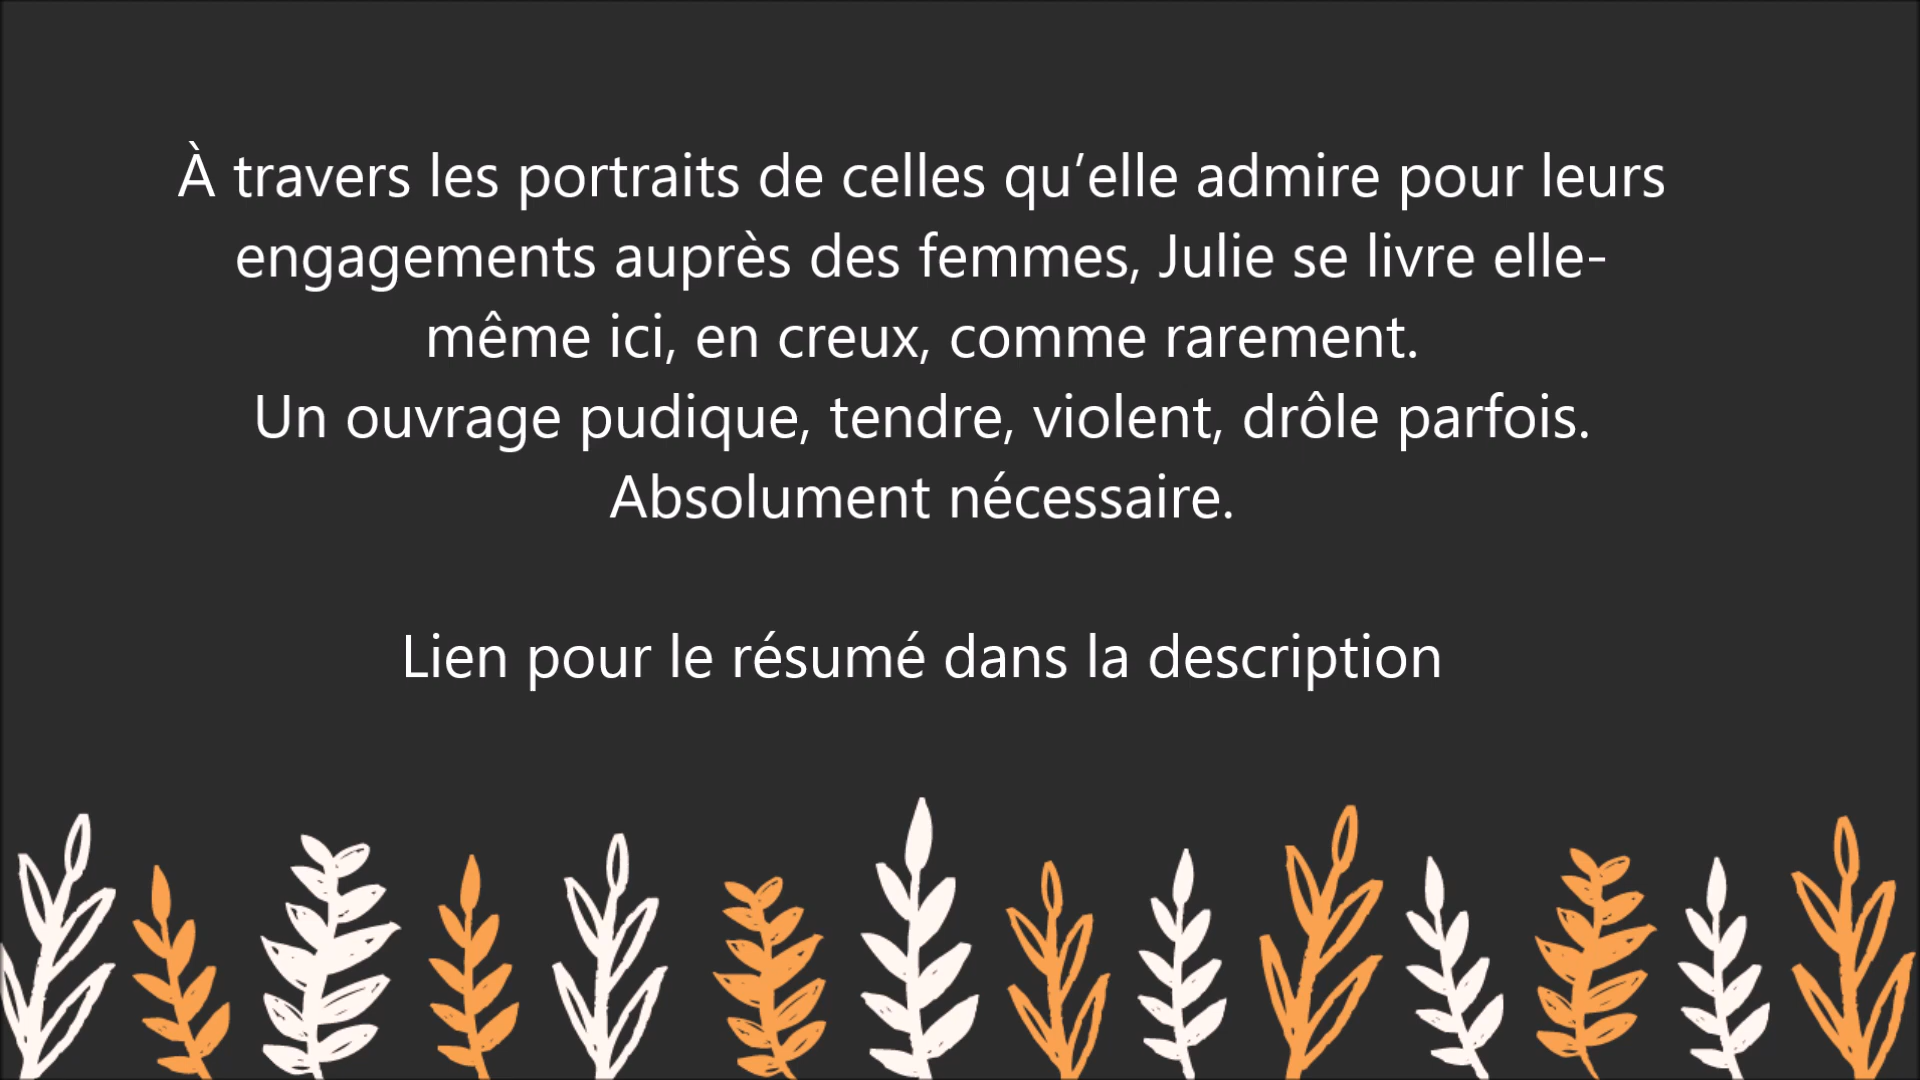 À travers les portraits de celles qu’elle admire pour leurs
engagements auprès des femmes, Julie se livre elle-
même ici, en creux, comme rarement.
Un ouvrage pudique, tendre, violent, drôle parfois.
Absolument nécessaire.
Lien pour le résumé dans la description